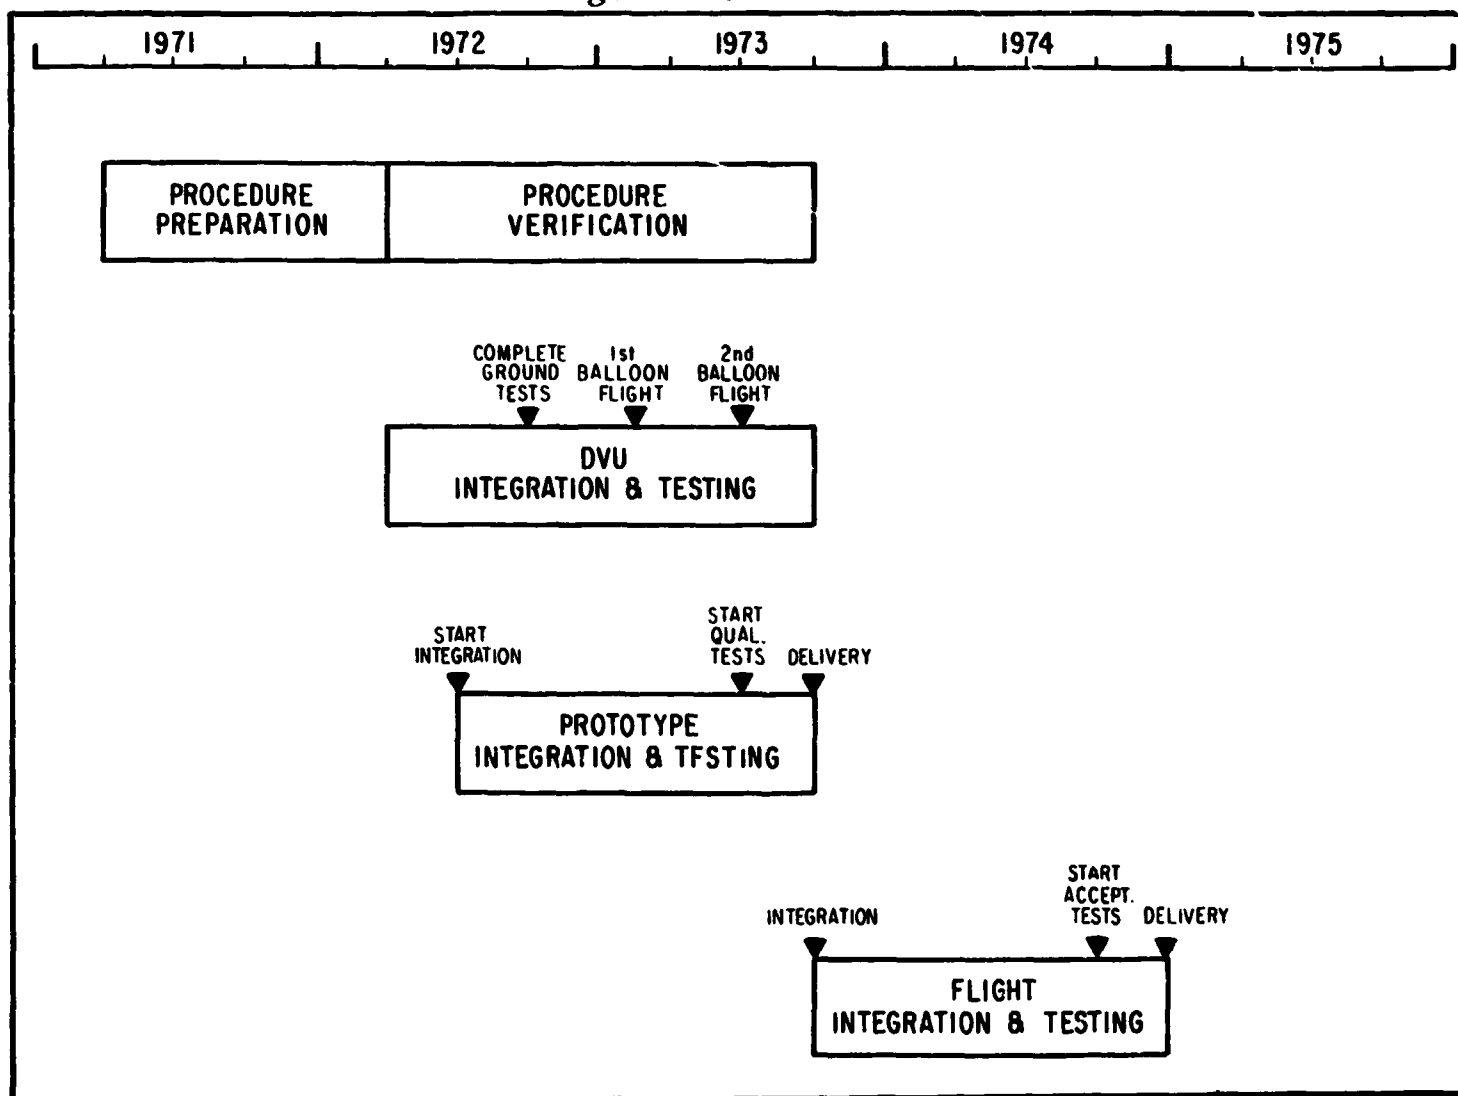 1971 1972 1973 1974 1975
PROCEDURE
PREPARATION
PROCEDURE
VERIFICATION
COMPLETE
GROUND
TESTS
1st
BALLOON
FLIGHT
2nd
BALLOON
FLIGHT
DVU
INTEGRATION & TESTING
START
INTEGRATION
START
QUAL.
TESTS
DELIVERY
PROTOTYPE
INTEGRATION & TFSTING
INTEGRATION
START
ACCEPT.
TESTS
DELIVERY
FLIGHT
INTEGRATION & TESTING